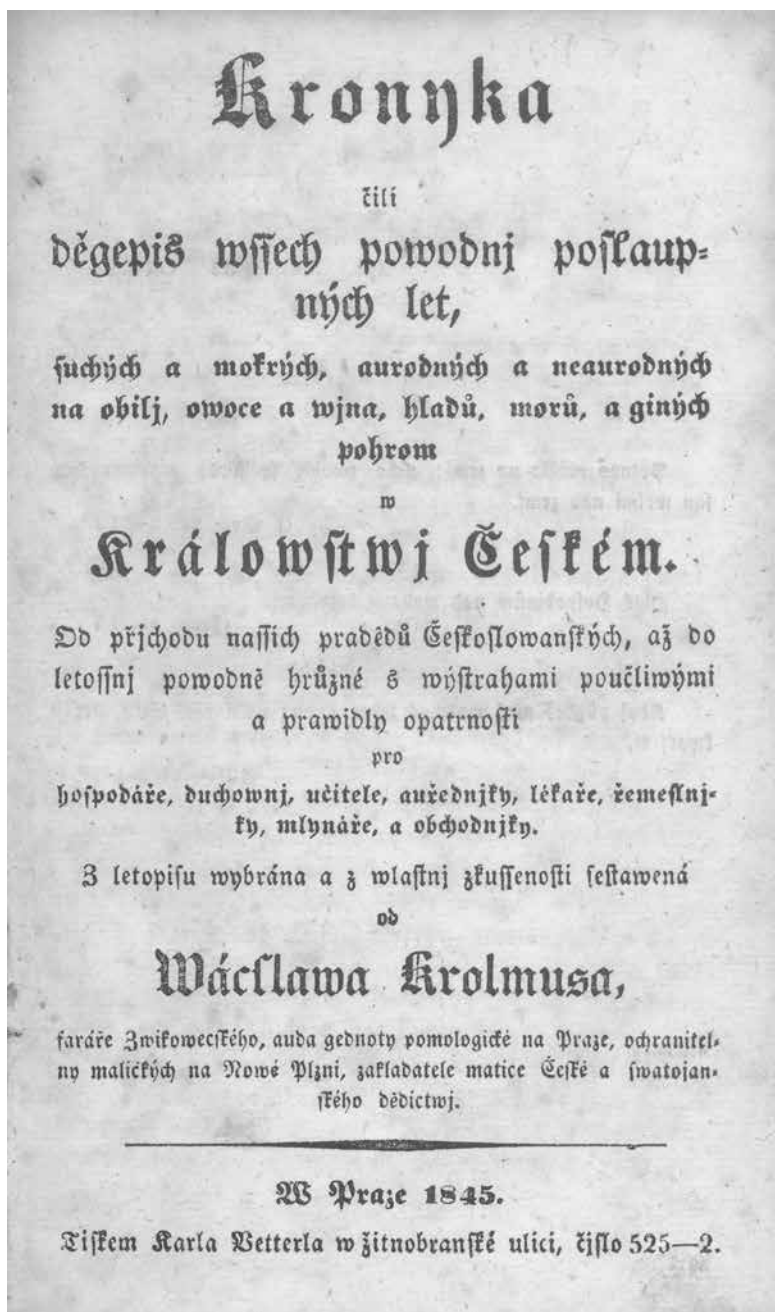 Kronyka
čili
děgepis wſſech powodnj poſlaup⸗
ných let,
ſuchých a mokrých, aurodných a neaurodných
na obilj, owoce a wjna, hladů, morů, a giných
pohrom
w
Králowſtwj Čeſkém.
Od přjchodu naſſich pradědů Čeſkoſlowanſkých, až do
letoſſnj powodně hrůzné s wýſtrahami poučliwými
a prawidly opatrnoſti
pro
hoſpodáře, duchownj, učitele, auřednjky, lékaře, řemeſlnj⸗
ky, mlynáře, a obchodnjky.
Z letopiſu wybrána a z wlaſtnj zkuſſenoſti ſeſtawená
od
Wácſlawa Krolmusa,
faráře Zwikowecſkého, auda gednoty pomologické na Praze, ochranitel⸗
ny maličkých na Nowé Plzni, zakladatele matice Čeſké a ſwatojan⸗
ſkého dědictwj.
W Praze 1845.
Tiſkem Karla Vetterla w žitnobranſké ulici, čjſlo 525—2.